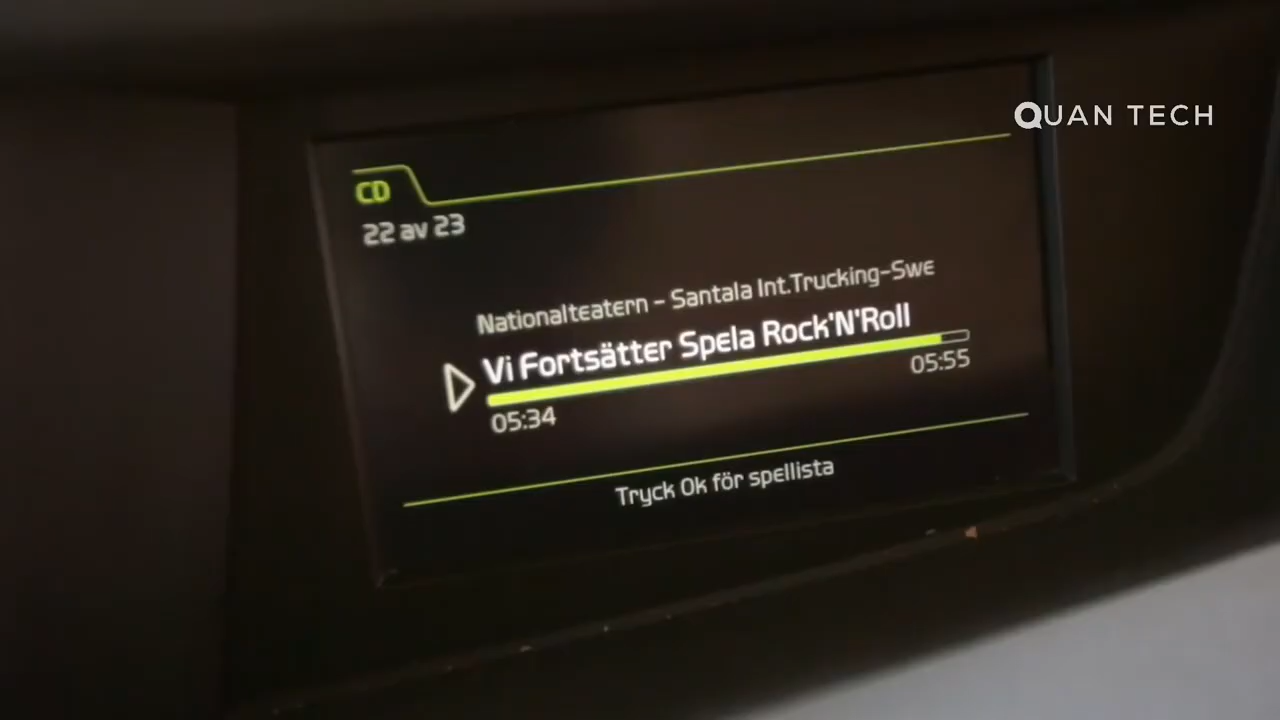 QUAN TECH
CD
22 av 23
Nationalteatern - Santala Int.Trucking-Swe
Vi Fortsätter Spela Rock'N'Roll
05:55
05:34
Tryck Ok för spellista